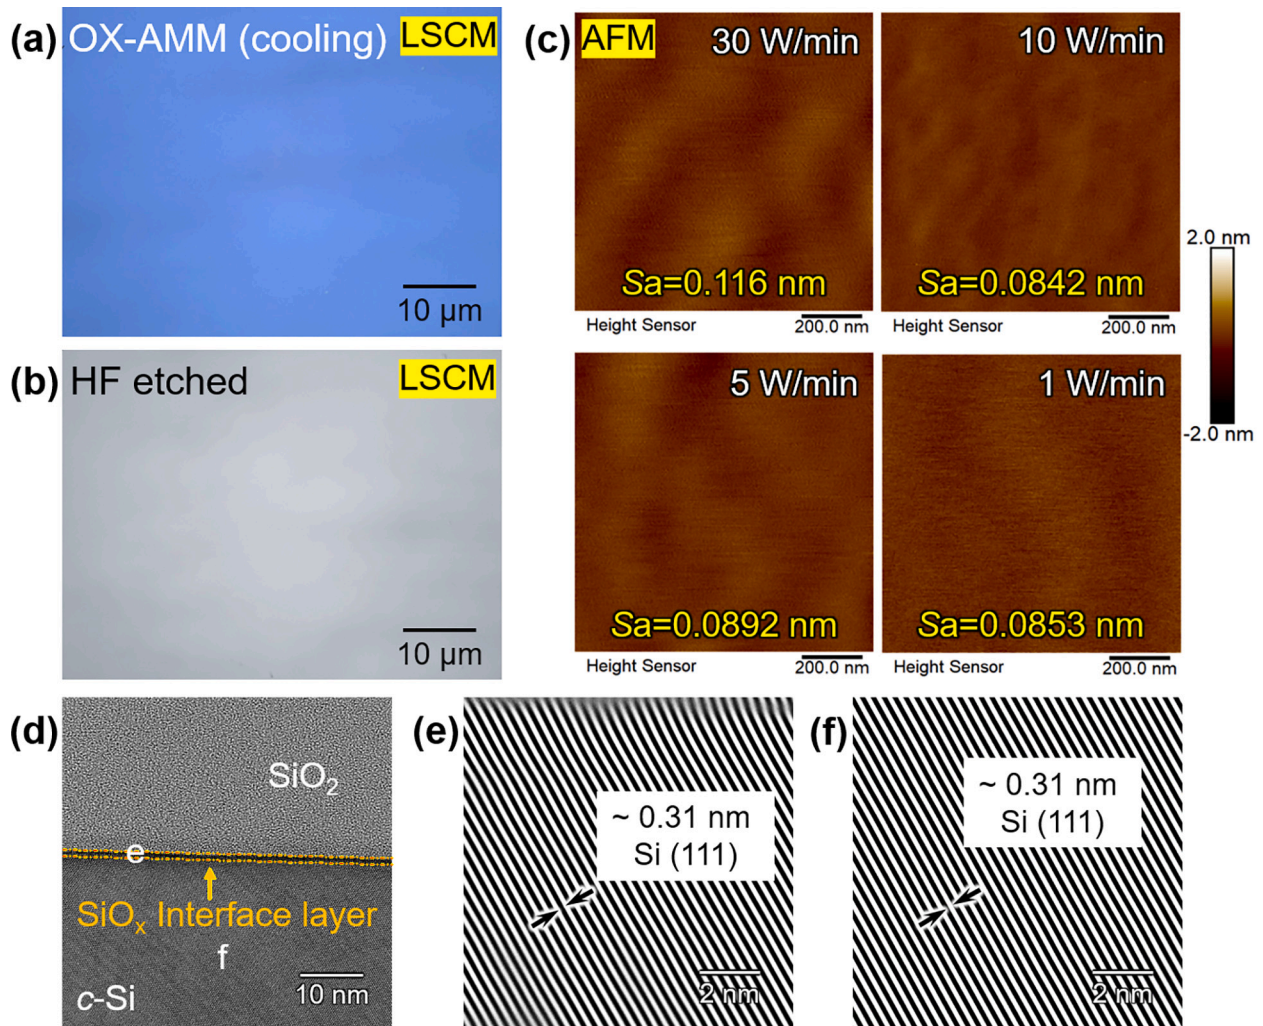 (a)
OX-AMM (cooling)
LSCM
10 μm
(b)
HF etched
LSCM
10 μm
(c)
AFM
30 W/min
Sa=0.116 nm
Height Sensor
200.0 nm
10 W/min
Sa=0.0842 nm
200.0 nm
5 W/min
Sa=0.0892 nm
Height Sensor
200.0 nm
1 W/min
Sa=0.0853 nm
Height Sensor
200.0 nm
2.0 nm
-2.0 nm
(d)
SiO₂
e
SiOₓ Interface layer
f
c-Si
10 nm
(e)
~ 0.31 nm
Si (111)
2 nm
(f)
~ 0.31 nm
Si (111)
2 nm